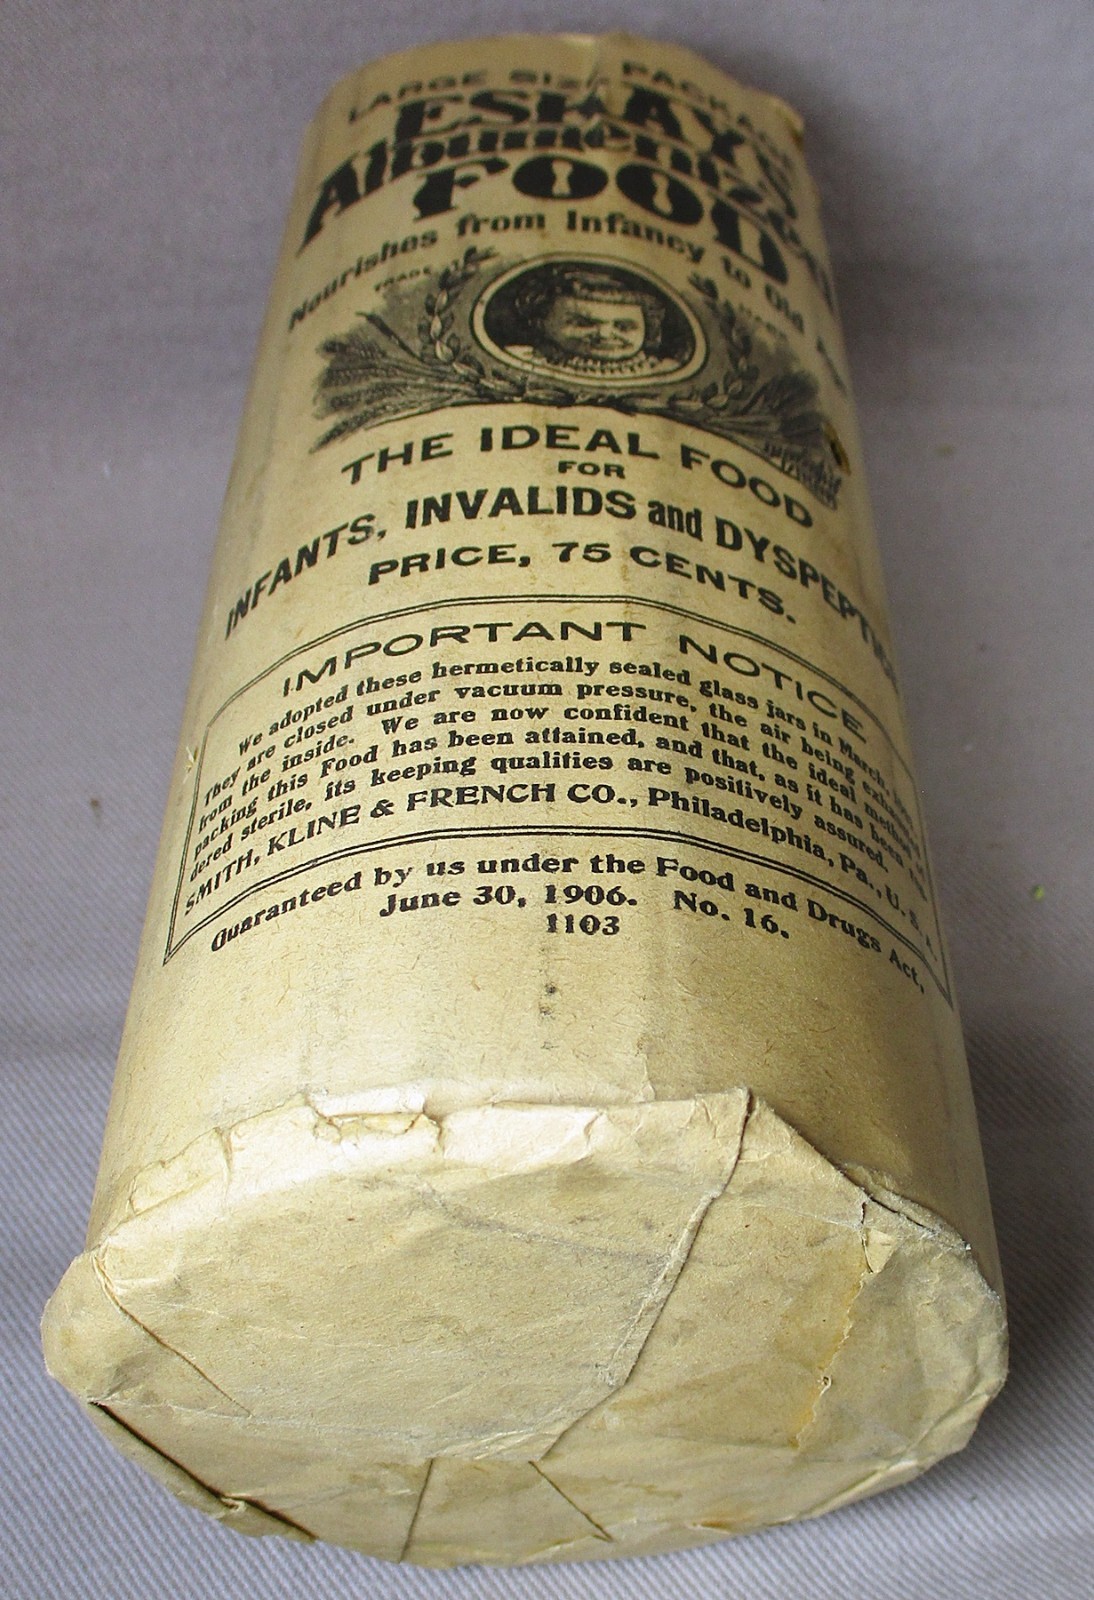 LARGE SIZE PACKAGE
ESKAY'S
Albumenized
FOOD
Nourishes from Infancy to Old Age
TRADE MARK
THE IDEAL FOOD
FOR
INFANTS, INVALIDS and DYSPEPTICS
PRICE, 75 CENTS.
IMPORTANT NOTICE
We adopted these hermetically sealed glass jars in March,
They are closed under vacuum pressure, the air being exhausted
from the inside. We are now confident that the ideal method of
packing this Food has been attained, and that, as it has been
dered sterile, its keeping qualities are positively assured.
SMITH, KLINE & FRENCH CO., Philadelphia, Pa., U. S. A.
Guaranteed by us under the Food and Drugs Act,
June 30, 1906. No. 16.
1103